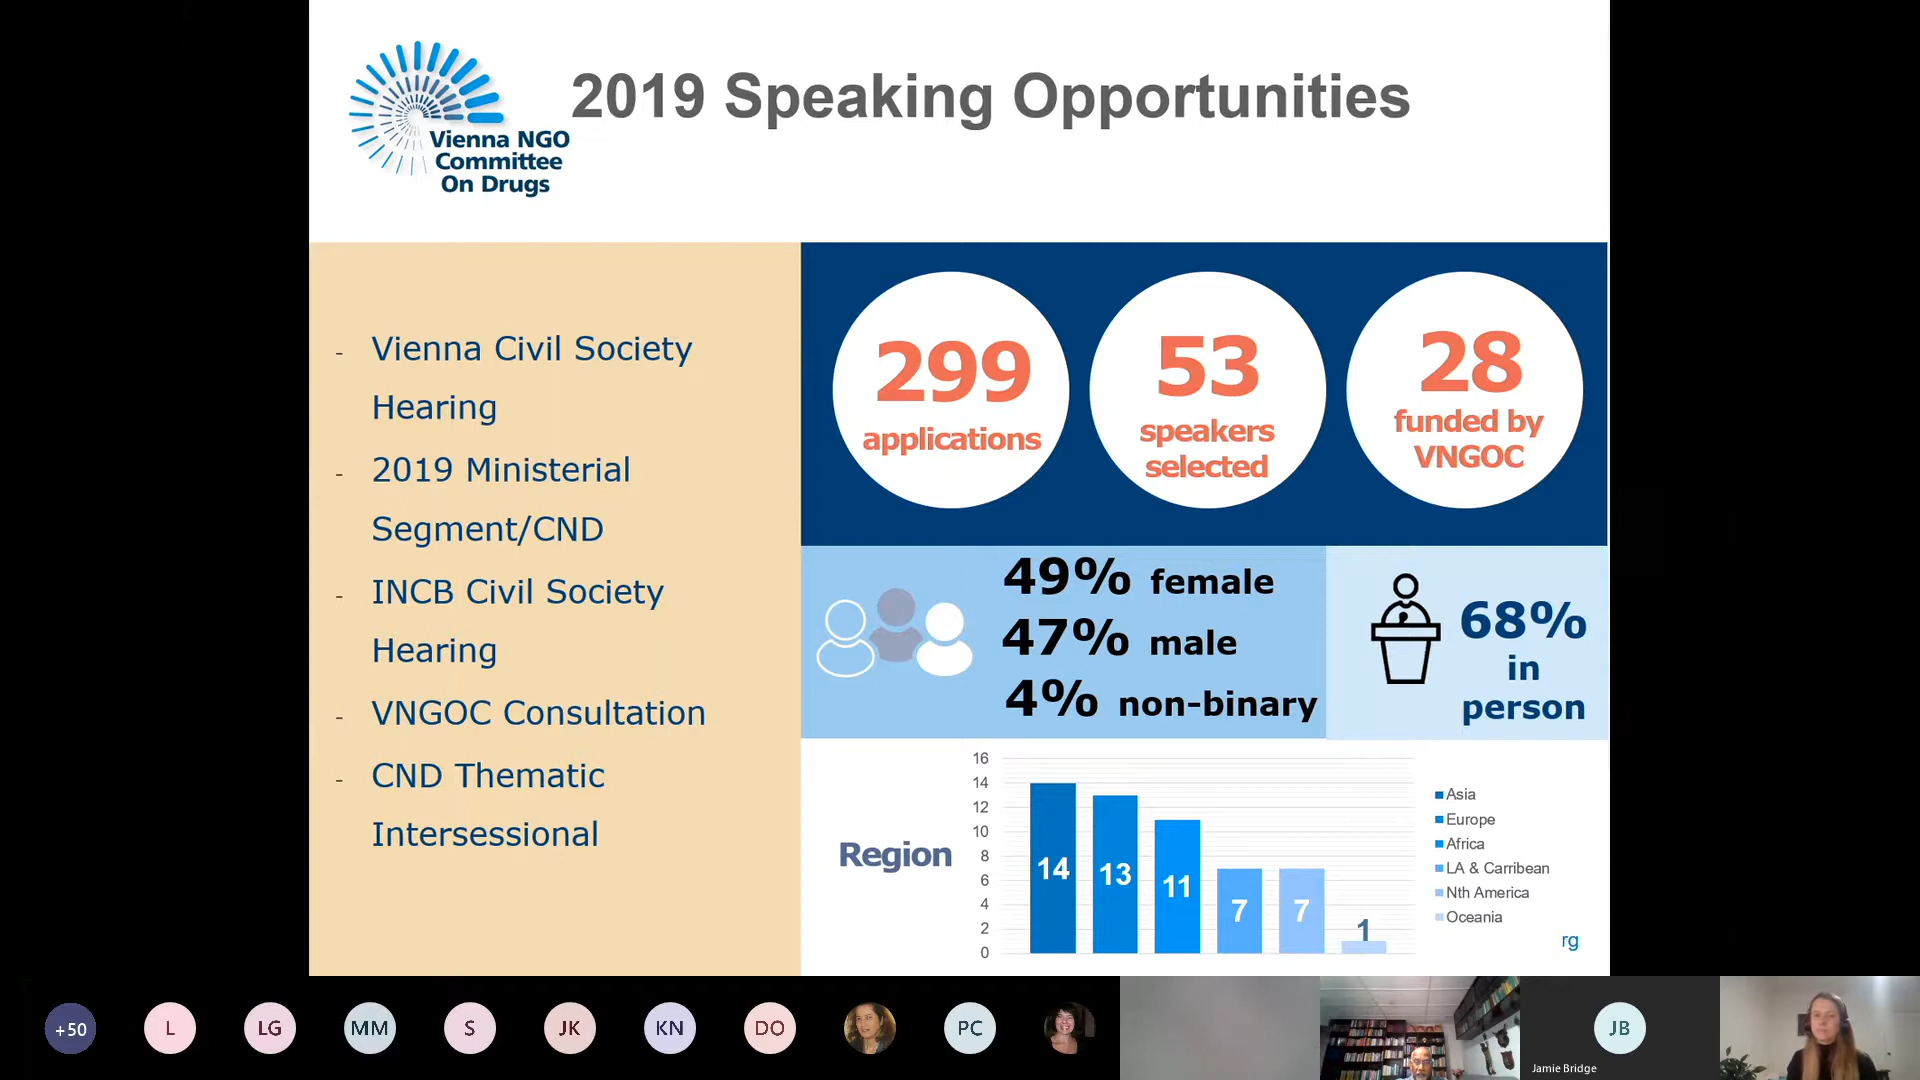 2019 Speaking Opportunities
Vienna NGO
Committee
On Drugs
- Vienna Civil Society
Hearing
- 2019 Ministerial
Segment/CND
- INCB Civil Society
Hearing
- VNGOC Consultation
- CND Thematic
Intersessional
299
applications
53
speakers
selected
28
funded by
VNGOC
49% female
47% male
4% non-binary
68%
in
person
Region
16
14
12
10
8
6
4
2
0
14
13
11
7
7
1
Asia
Europe
Africa
LA & Carribean
Nth America
Oceania
rg
+50
L
LG
MM
S
JK
KN
DO
PC
JB
Jamie Bridge